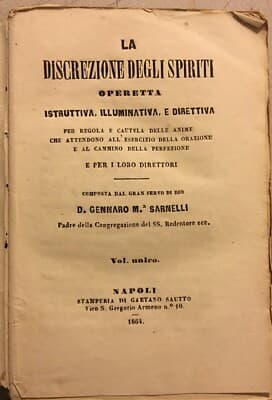 LA
DISCREZIONE DEGLI SPIRITI
OPERETTA
ISTRUTTIVA, ILLUMINATIVA, E DIRETTIVA
PER REGOLA E CAUTELA DELLE ANIME
CHE ATTENDONO ALL'ESERCIZIO DELLA ORAZIONE
E AL CAMMINO DELLA PERFEZIONE
E PER I LORO DIRETTORI
COMPOSTA DAL GRAN SERVO DI DIO
D. GENNARO M.ª SARNELLI
Padre della Congregazione del SS. Redentore ecc.
Vol. unico.
NAPOLI
STAMPERIA DI GAETANO SAUTTO
Vico S. Gregorio Armeno n.º 10.
1864.